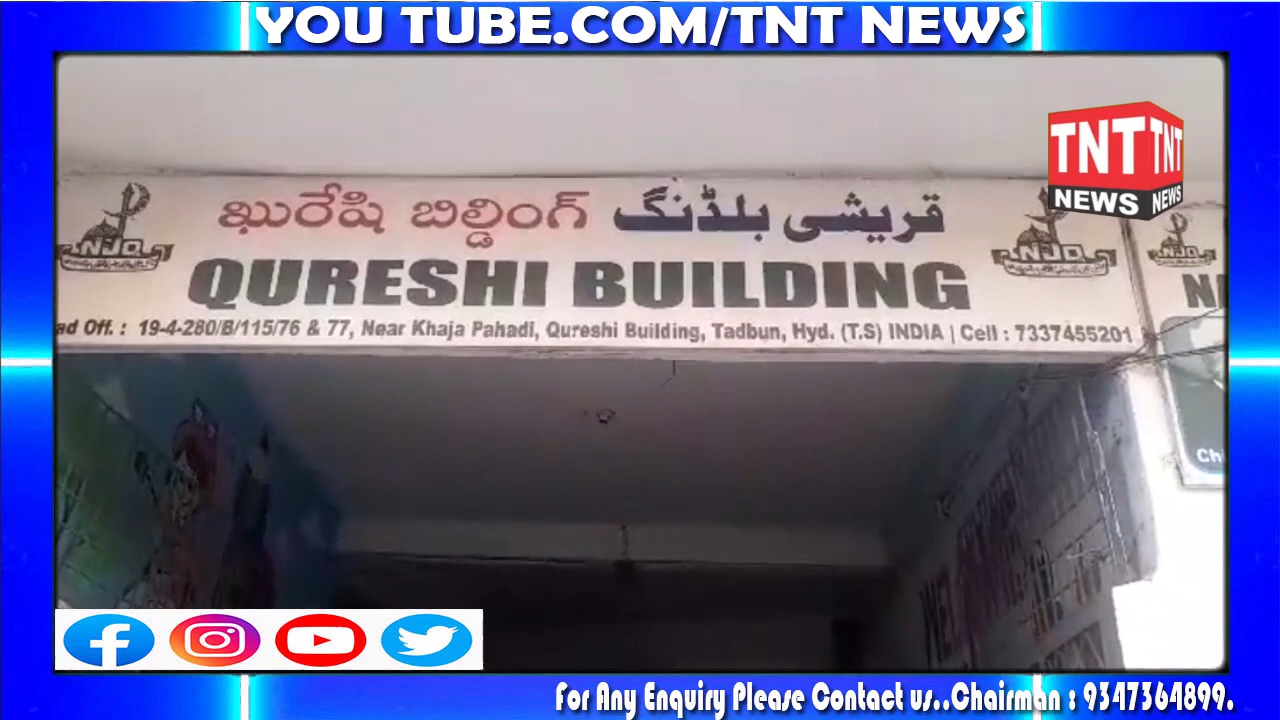 YOU TUBE.COM/TNT NEWS
TNT TNT
NEWS NEWS
ఖురేషి బిల్డింగ్ قریشی بلڈنگ
NJO NJO NJO
QURESHI BUILDING
ad Off. : 19-4-280/B/115/76 & 77, Near Khaja Pahadi, Qureshi Building, Tadbun, Hyd. (T.S) INDIA | Cell : 7337455201
For Any Enquiry Please Contact us..Chairman : 9347364899.